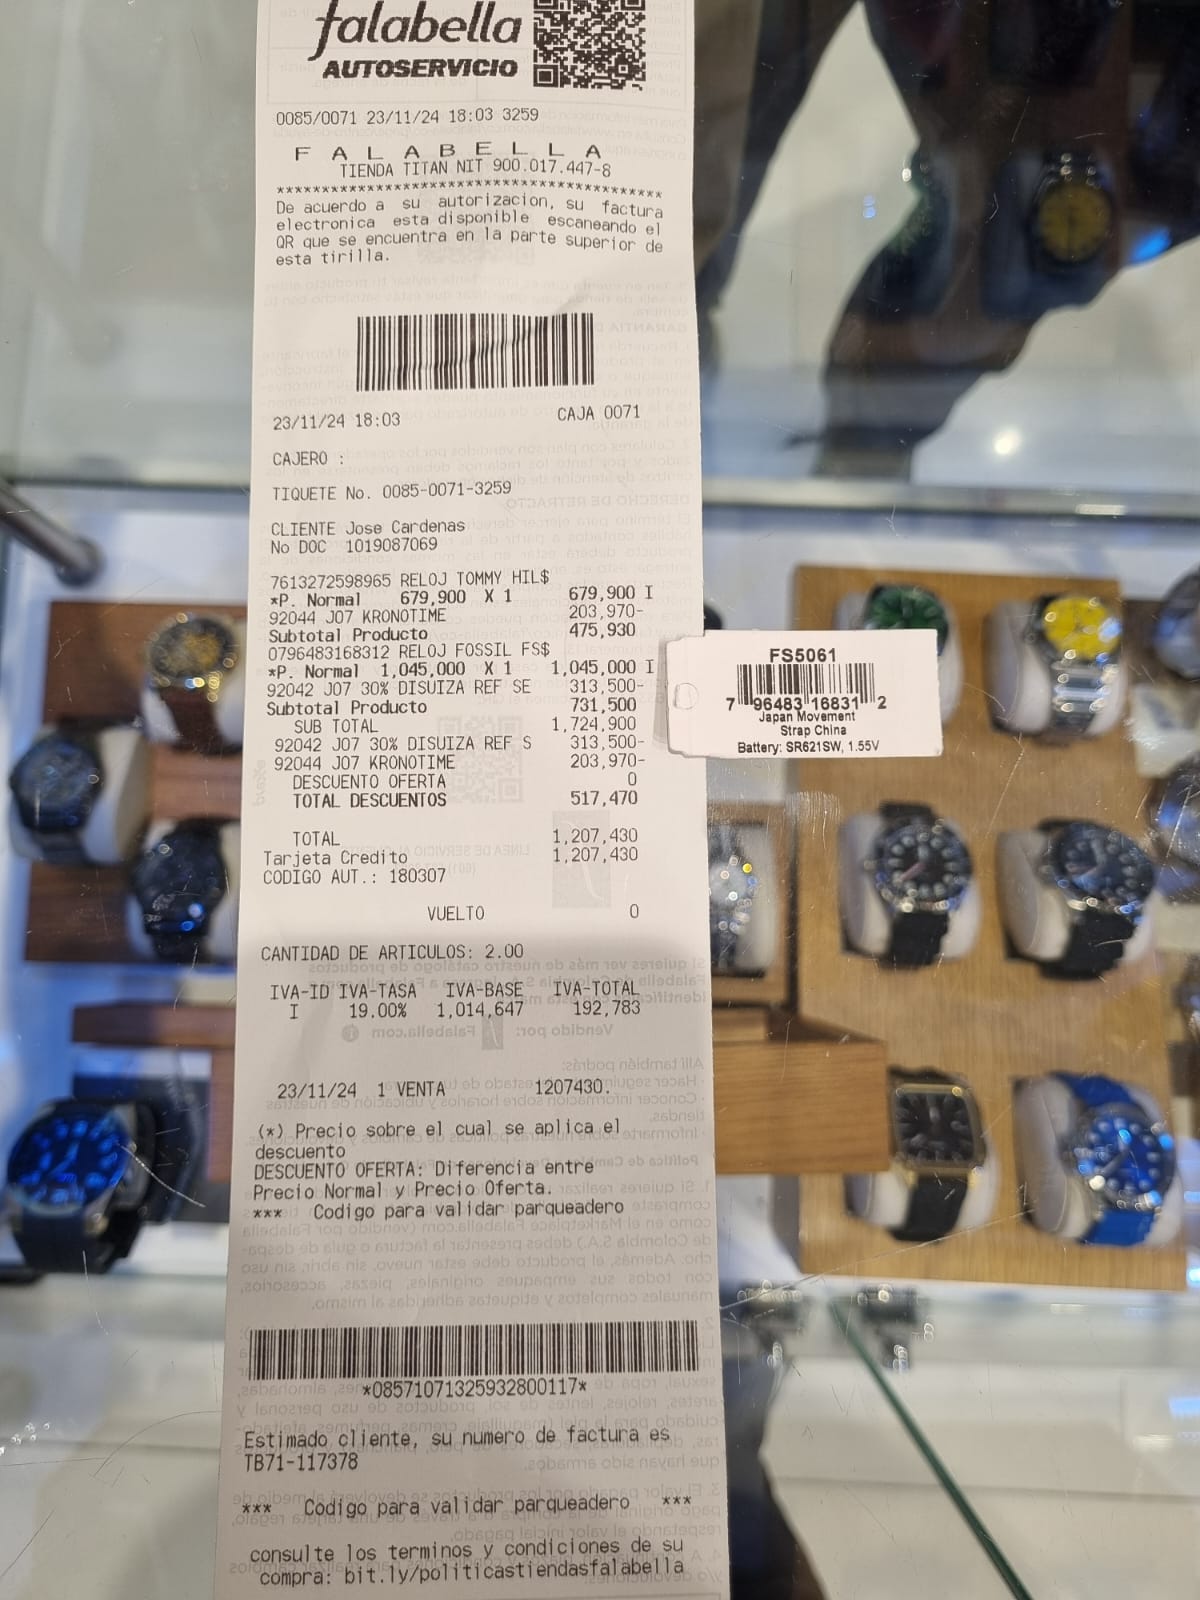 falabella
AUTOSERVICIO
0085/0071 23/11/24 18:03 3259
F A L A B E L L A
TIENDA TITAN NIT 900.017.447-8
*******************************************
De acuerdo a su autorizacion, su factura
electronica esta disponible escaneando el
QR que se encuentra en la parte superior de
esta tirilla.
23/11/24 18:03 CAJA 0071
CAJERO :
TIQUETE No. 0085-0071-3259
CLIENTE Jose Cardenas
No DOC 1019087069
7613272598965 RELOJ TOMMY HIL$
*P. Normal 679,900 X 1 679,900 I
92044 J07 KRONOTIME 203,970-
Subtotal Producto 475,930
0796483168312 RELOJ FOSSIL FS$
*P. Normal 1,045,000 X 1 1,045,000 I
92042 J07 30% DISUIZA REF SE 313,500-
Subtotal Producto 731,500
SUB TOTAL 1,724,900
92042 J07 30% DISUIZA REF S 313,500-
92044 J07 KRONOTIME 203,970-
DESCUENTO OFERTA 0
TOTAL DESCUENTOS 517,470
TOTAL 1,207,430
Tarjeta Credito 1,207,430
CODIGO AUT.: 180307
VUELTO 0
CANTIDAD DE ARTICULOS: 2.00
IVA-ID IVA-TASA IVA-BASE IVA-TOTAL
I 19.00% 1,014,647 192,783
23/11/24 1 VENTA 1207430.
(*) Precio sobre el cual se aplica el
descuento
DESCUENTO OFERTA: Diferencia entre
Precio Normal y Precio Oferta.
*** Codigo para validar parqueadero
*08571071325932800117*
Estimado cliente, su numero de factura es
TB71-117378
*** Codigo para validar parqueadero ***
consulte los terminos y condiciones de su
compra: bit.ly/politicastiendasfalabella
FS5061
7 96483 16831 2
Japan Movement
Strap China
Battery: SR621SW, 1.55V